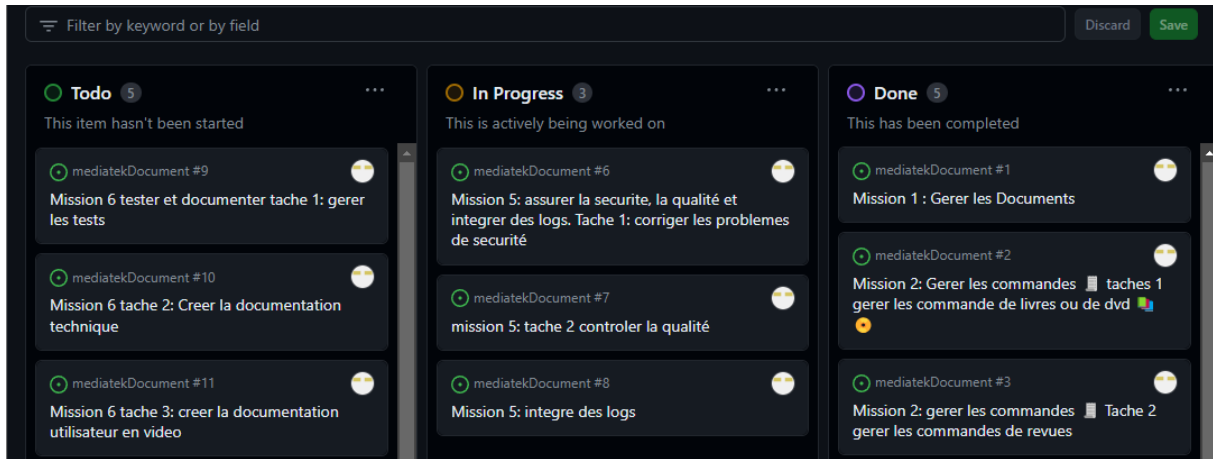 Filter by keyword or by field
Discard
Save
Todo 5
This item hasn't been started
mediatekDocument #9
Mission 6 tester et documenter tache 1: gerer
les tests
mediatekDocument #10
Mission 6 tache 2: Creer la documentation
technique
mediatekDocument #11
Mission 6 tache 3: creer la documentation
utilisateur en video
In Progress 3
This is actively being worked on
mediatekDocument #6
Mission 5: assurer la securite, la qualité et
integrer des logs. Tache 1: corriger les problemes
de securité
mediatekDocument #7
mission 5: tache 2 controler la qualité
mediatekDocument #8
Mission 5: integre des logs
Done 5
This has been completed
mediatekDocument #1
Mission 1 : Gerer les Documents
mediatekDocument #2
Mission 2: Gerer les commandes 🧾 taches 1
gerer les commande de livres ou de dvd 📚
📀
mediatekDocument #3
Mission 2: gerer les commandes 🧾 Tache 2
gerer les commandes de revues